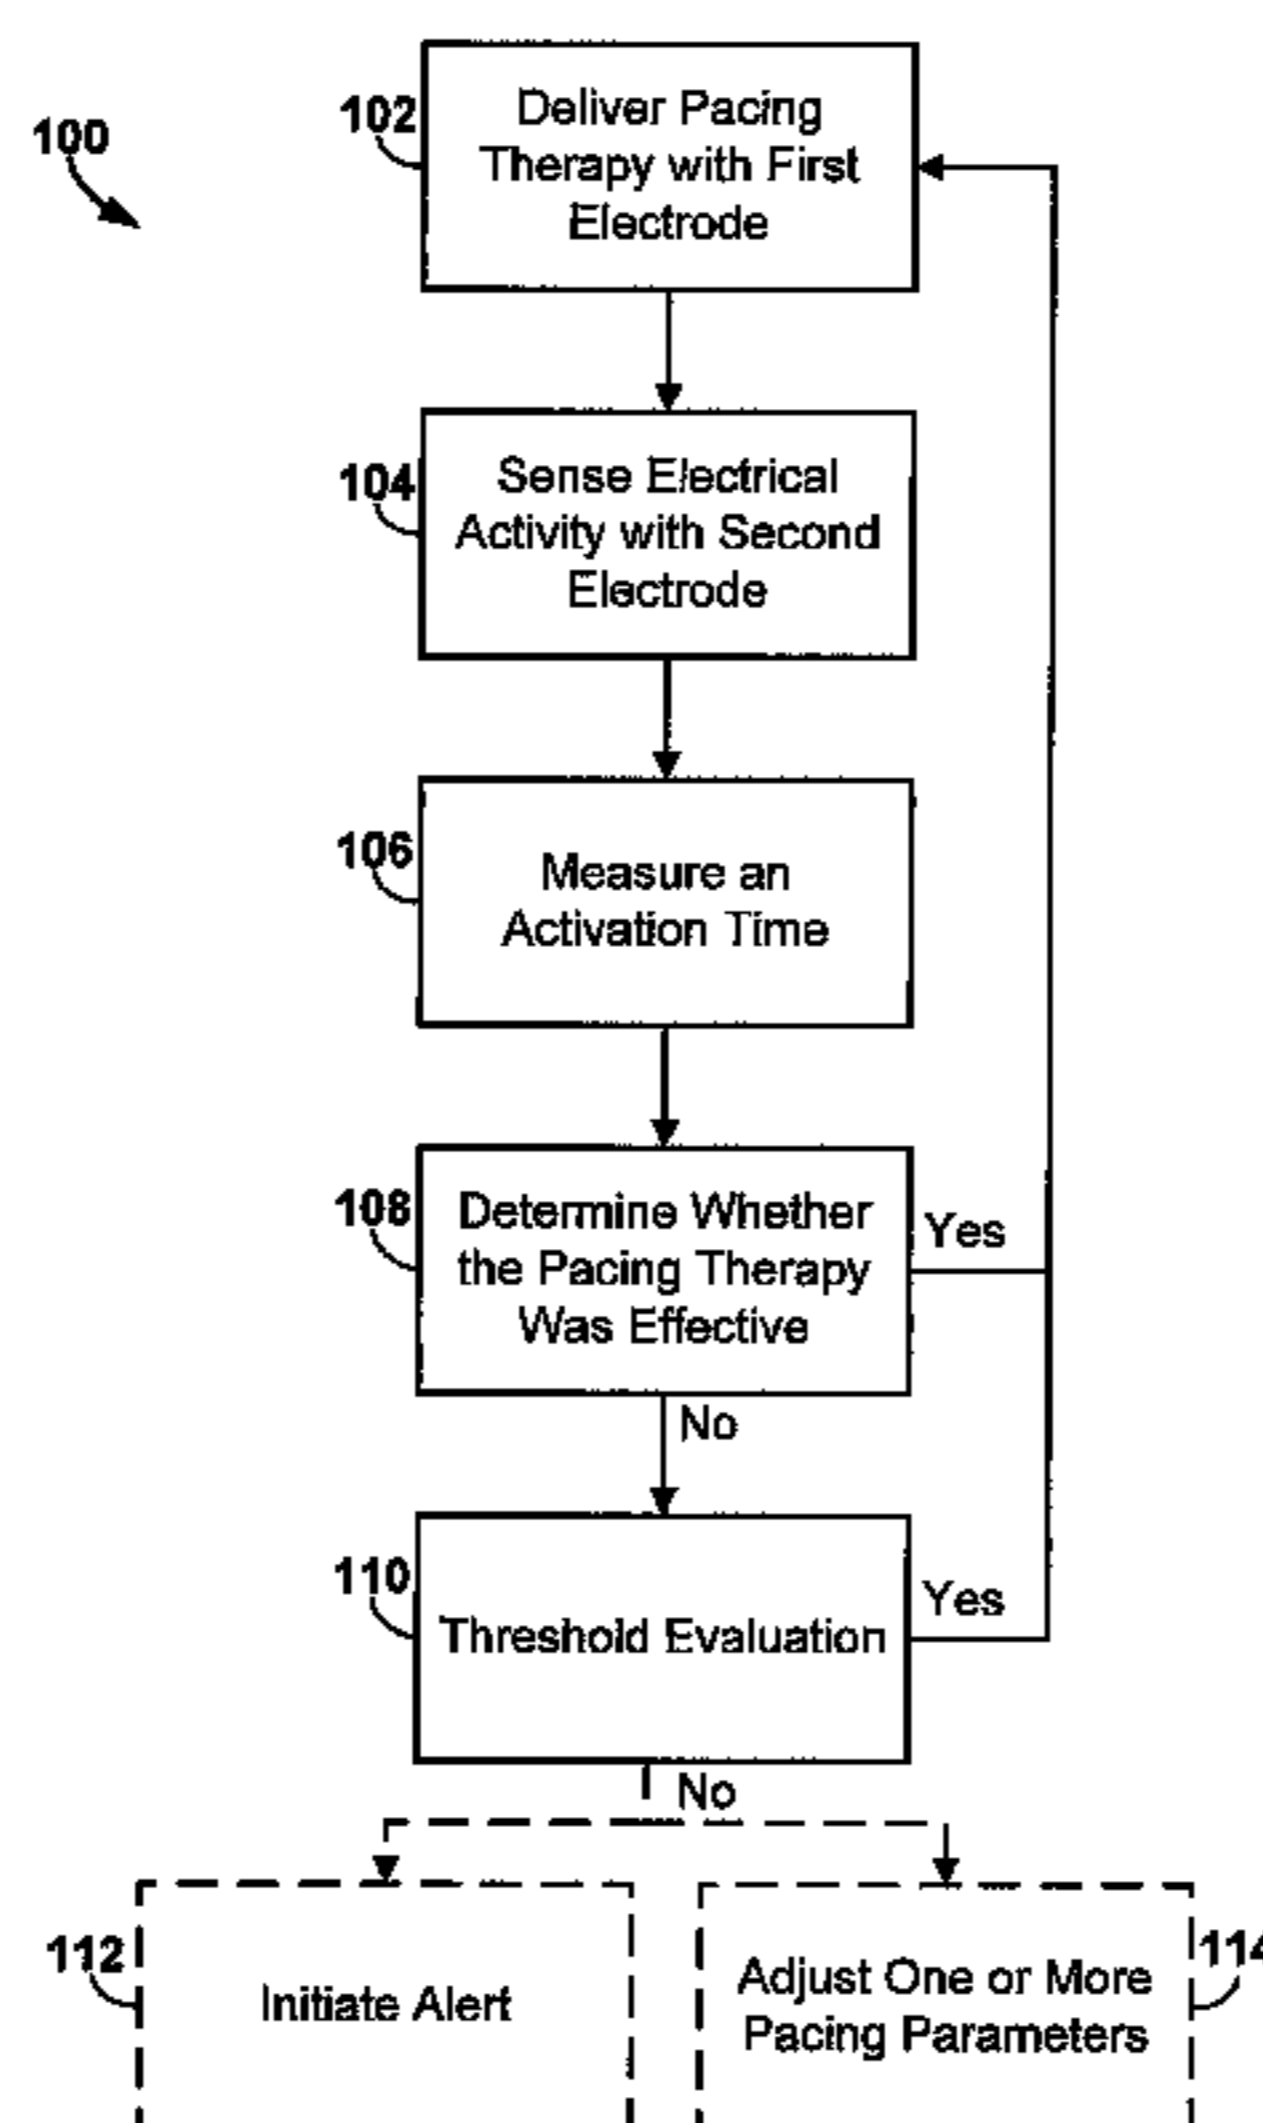 100
102
Deliver Pacing
Therapy with First
Electrode
104
Sense Electrical
Activity with Second
Electrode
106
Measure an
Activation Time
108
Determine Whether
the Pacing Therapy
Was Effective
Yes
No
110
Threshold Evaluation
Yes
No
112
Initiate Alert
Adjust One or More
Pacing Parameters
114